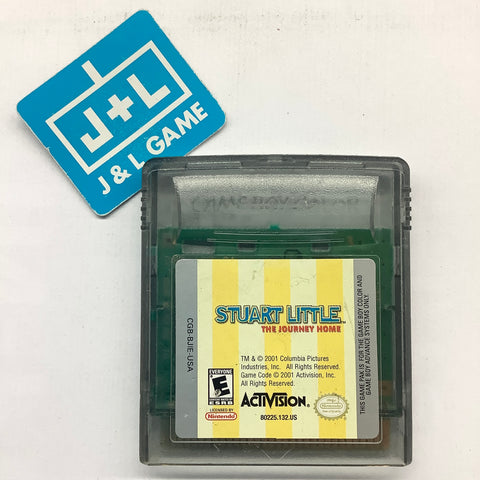 J+L
J & L GAME
GAME BOY COLOR
STUART LITTLE™
THE JOURNEY HOME
CGB-BJIE-USA
TM & © 2001 Columbia Pictures
Industries, Inc. All Rights Reserved.
Game Code © 2001 Activision, Inc.
All Rights Reserved.
THIS GAME PAK IS FOR THE GAME BOY COLOR AND
GAME BOY ADVANCE SYSTEMS ONLY
EVERYONE
E
ESRB
LICENSED BY
Nintendo
ACTIVISION.
80225.132.US
Nintendo